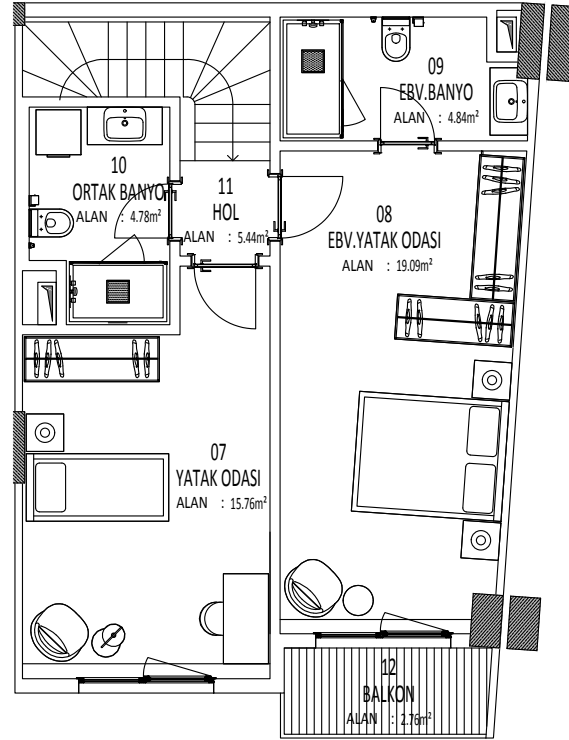 09
EBV.BANYO
ALAN : 4.84m²
10
ORTAK BANYO
ALAN : 4.78m²
11
HOL
ALAN : 5.44m²
08
EBV.YATAK ODASI
ALAN : 19.09m²
07
YATAK ODASI
ALAN : 15.76m²
12
BALKON
ALAN : 2.76m²